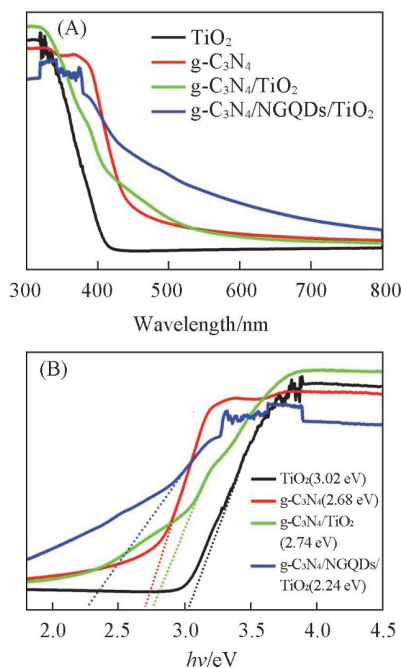 (A)
TiO₂
g-C₃N₄
g-C₃N₄/TiO₂
g-C₃N₄/NGQDs/TiO₂
300 400 500 600 700 800
Wavelength/nm
(B)
TiO₂(3.02 eV)
g-C₃N₄(2.68 eV)
g-C₃N₄/TiO₂
(2.74 eV)
g-C₃N₄/NGQDs/
TiO₂(2.24 eV)
2.0 2.5 3.0 3.5 4.0 4.5
hv/eV